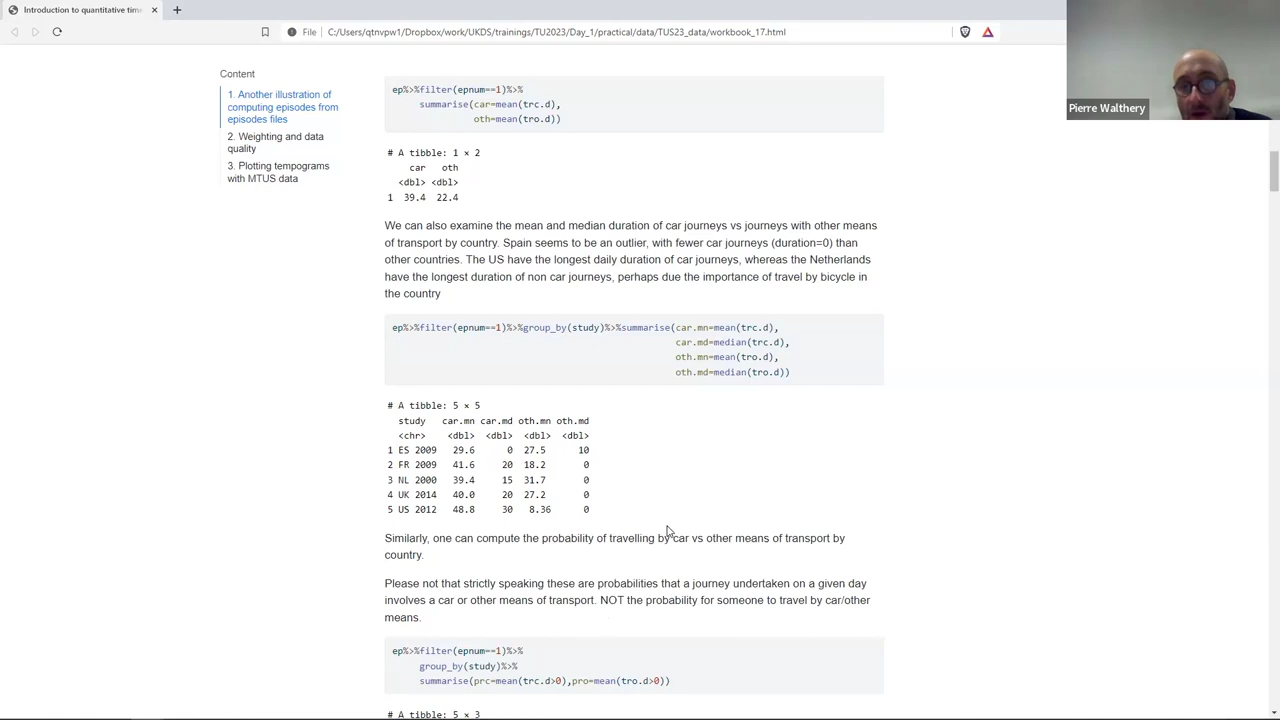 Introduction to quantitative tim
File C:/Users/qtnvpw1/Dropbox/work/UKDS/trainings/TU2023/Day_1/practical/data/TUS23_data/workbook_17.html
Pierre Walthery
Content
1. Another illustration of
computing episodes from
episodes files
2. Weighting and data
quality
3. Plotting tempograms
with MTUS data
ep%>%filter(epnum==1)%>%
summarise(car=mean(trc.d),
oth=mean(tro.d))
# A tibble: 1 × 2
car oth
<dbl> <dbl>
1 39.4 22.4
We can also examine the mean and median duration of car journeys vs journeys with other means
of transport by country. Spain seems to be an outlier, with fewer car journeys (duration=0) than
other countries. The US have the longest daily duration of car journeys, whereas the Netherlands
have the longest duration of non car journeys, perhaps due the importance of travel by bicycle in
the country
ep%>%filter(epnum==1)%>%group_by(study)%>%summarise(car.mn=mean(trc.d),
car.md=median(trc.d),
oth.mn=mean(tro.d),
oth.md=median(tro.d))
# A tibble: 5 × 5
study car.mn car.md oth.mn oth.md
<chr> <dbl> <dbl> <dbl> <dbl>
1 ES 2009 29.6 0 27.5 10
2 FR 2009 41.6 20 18.2 0
3 NL 2000 39.4 15 31.7 0
4 UK 2014 40.0 20 27.2 0
5 US 2012 48.8 30 8.36 0
Similarly, one can compute the probability of travelling by car vs other means of transport by
country.
Please not that strictly speaking these are probabilities that a journey undertaken on a given day
involves a car or other means of transport. NOT the probability for someone to travel by car/other
means.
ep%>%filter(epnum==1)%>%
group_by(study)%>%
summarise(prc=mean(trc.d>0),pro=mean(tro.d>0))
# A tibble: 5 × 3